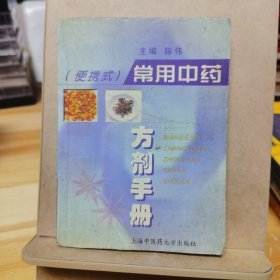 主编 陈伟
（便携式）
常用中药
方剂手册
BIANXIESHI
CHANGYONG
ZHONGYAO
FANGJI
SHOUCE
上海中医药大学出版社